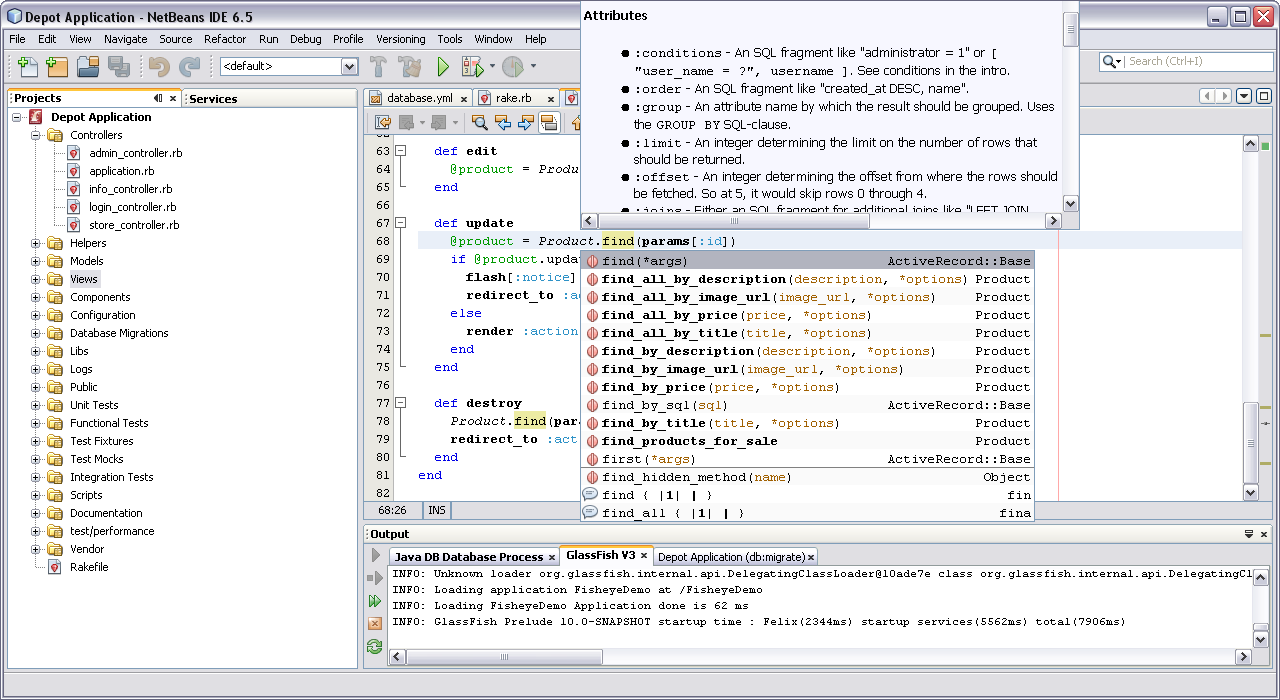 Depot Application - NetBeans IDE 6.5
File Edit View Navigate Source Refactor Run Debug Profile Versioning Tools Window Help
<default>
Search (Ctrl+I)
Projects
Services
Depot Application
Controllers
admin_controller.rb
application.rb
info_controller.rb
login_controller.rb
store_controller.rb
Helpers
Models
Views
Components
Configuration
Database Migrations
Libs
Logs
Public
Unit Tests
Functional Tests
Test Fixtures
Test Mocks
Integration Tests
Scripts
Documentation
test/performance
Vendor
Rakefile
database.yml
rake.rb
63 def edit
64 @product = Produ
65 end
66
67 def update
68 @product = Product.find(params[:id])
69 if @product.upda
70 flash[:notice]
71 redirect_to :a
72 else
73 render :action
74 end
75 end
76
77 def destroy
78 Product.find(par
79 redirect_to :act
80 end
81 end
82
68:26 INS
Attributes
:conditions - An SQL fragment like "administrator = 1" or [
"user_name = ?", username ]. See conditions in the intro.
:order - An SQL fragment like "created_at DESC, name".
:group - An attribute name by which the result should be grouped. Uses
the GROUP BY SQL-clause.
:limit - An integer determining the limit on the number of rows that
should be returned.
:offset - An integer determining the offset from where the rows should
be fetched. So at 5, it would skip rows 0 through 4.
:joins - Either an SQL fragment for additional joins like "LEFT JOIN
find(*args) ActiveRecord::Base
find_all_by_description(description, *options) Product
find_all_by_image_url(image_url, *options) Product
find_all_by_price(price, *options) Product
find_all_by_title(title, *options) Product
find_by_description(description, *options) Product
find_by_image_url(image_url, *options) Product
find_by_price(price, *options) Product
find_by_sql(sql) ActiveRecord::Base
find_by_title(title, *options) Product
find_products_for_sale Product
first(*args) ActiveRecord::Base
find_hidden_method(name) Object
find { |1| | } fin
find_all { |1| | } fina
Output
Java DB Database Process
GlassFish V3
Depot Application (db:migrate)
INFO: Unknown loader org.glassfish.internal.api.DelegatingClassLoader@10ade7e class org.glassfish.internal.api.DelegatingCl
INFO: Loading application FisheyeDemo at /FisheyeDemo
INFO: Loading FisheyeDemo Application done is 62 ms
INFO: GlassFish Prelude 10.0-SNAPSHOT startup time : Felix(2344ms) startup services(5562ms) total(7906ms)